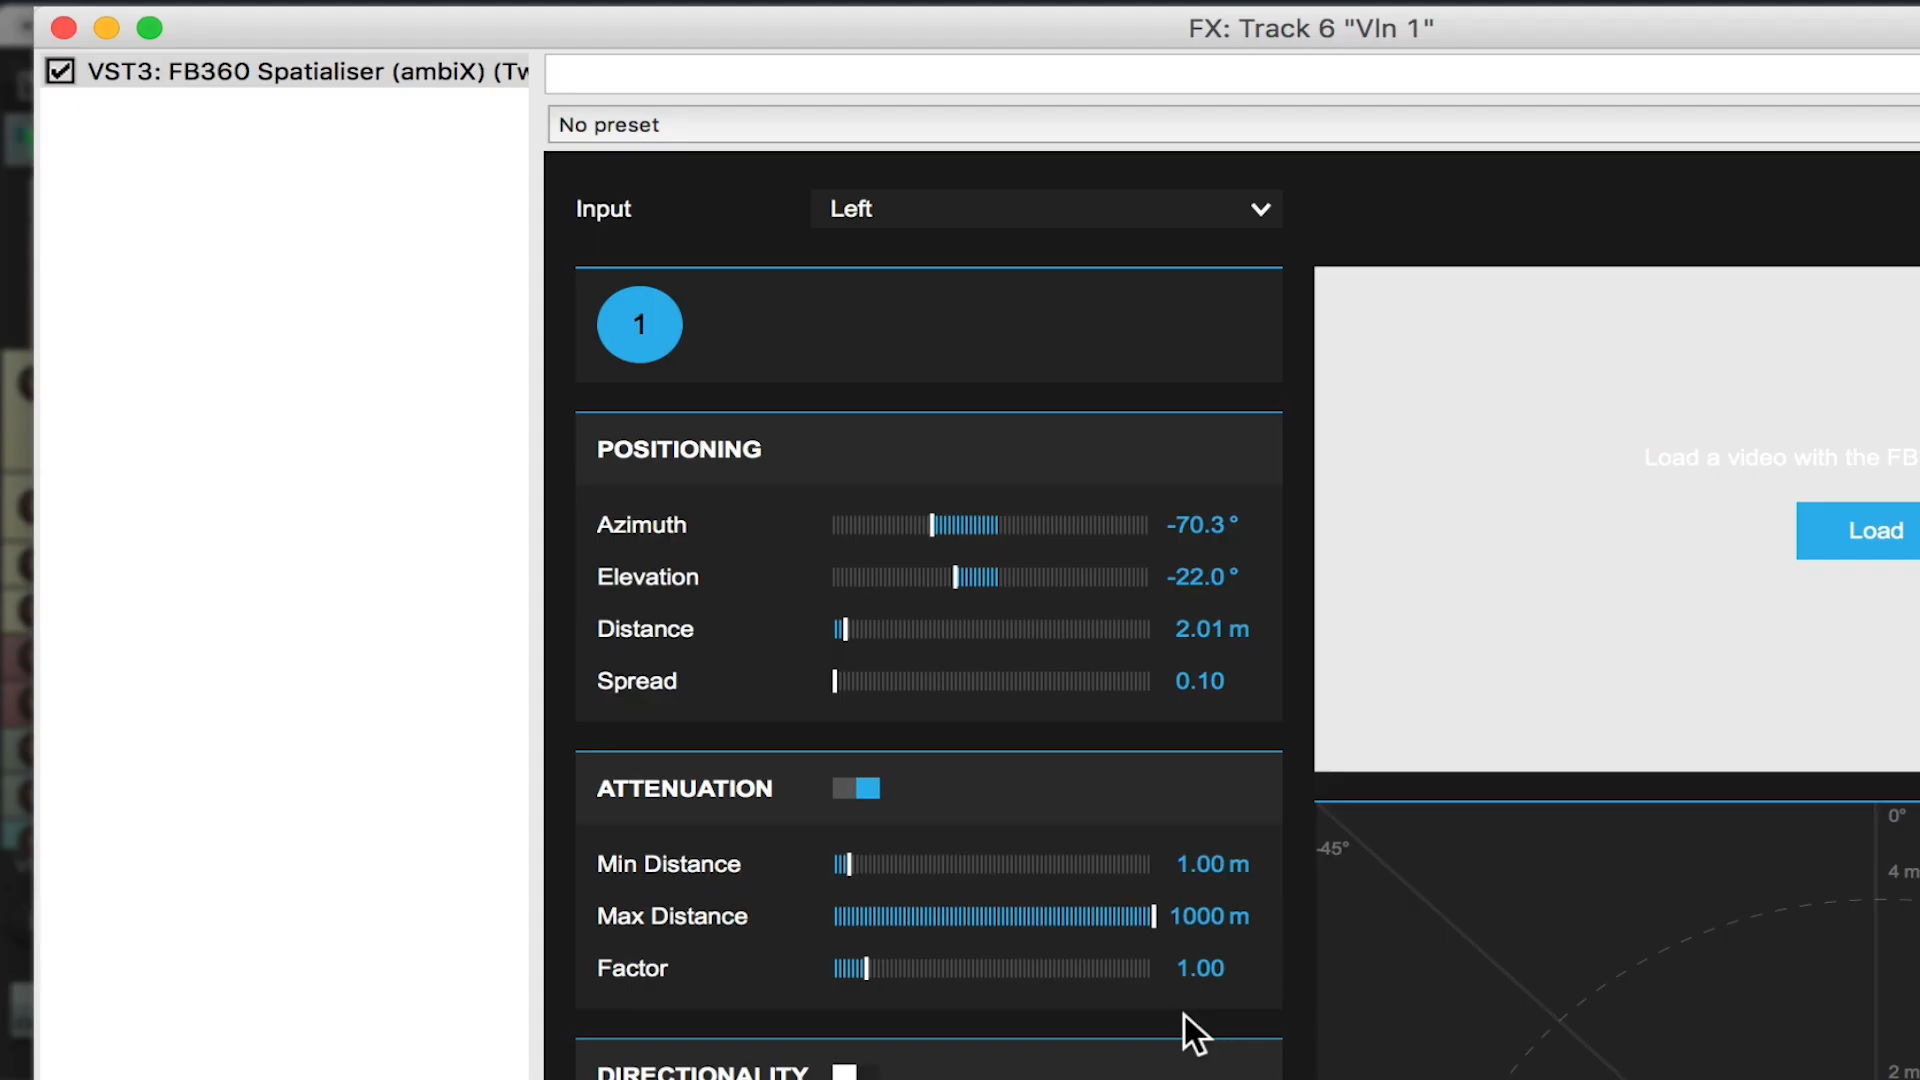 FX: Track 6 "Vln 1"
VST3: FB360 Spatialiser (ambiX) (Tw
No preset
Input
Left
1
POSITIONING
Azimuth -70.3°
Elevation -22.0°
Distance 2.01 m
Spread 0.10
ATTENUATION
Min Distance 1.00 m
Max Distance 1000 m
Factor 1.00
DIRECTIONALITY
Load a video with the FB
Load
0°
-45°
4 m
2 m